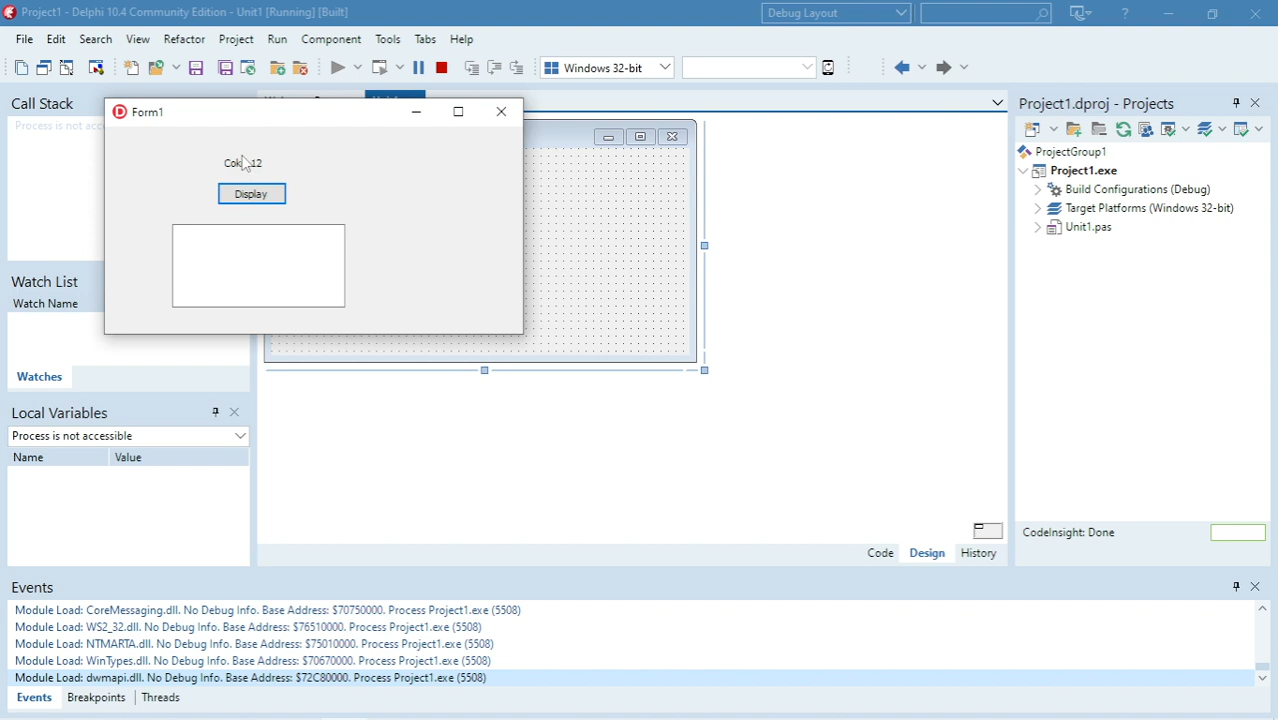 Project1 - Delphi 10.4 Community Edition - Unit1 [Running] [Built]
Debug Layout
?
File Edit Search View Refactor Project Run Component Tools Tabs Help
Windows 32-bit
Call Stack
Process is not acc
Form1
12
Display
Watch List
Watch Name
Watches
Local Variables
Process is not accessible
Name Value
Project1.dproj - Projects
ProjectGroup1
Project1.exe
Build Configurations (Debug)
Target Platforms (Windows 32-bit)
Unit1.pas
CodeInsight: Done
Code Design History
Events
Module Load: CoreMessaging.dll. No Debug Info. Base Address: $70750000. Process Project1.exe (5508)
Module Load: WS2_32.dll. No Debug Info. Base Address: $76510000. Process Project1.exe (5508)
Module Load: NTMARTA.dll. No Debug Info. Base Address: $75010000. Process Project1.exe (5508)
Module Load: WinTypes.dll. No Debug Info. Base Address: $70670000. Process Project1.exe (5508)
Module Load: dwmapi.dll. No Debug Info. Base Address: $72C80000. Process Project1.exe (5508)
Events Breakpoints Threads